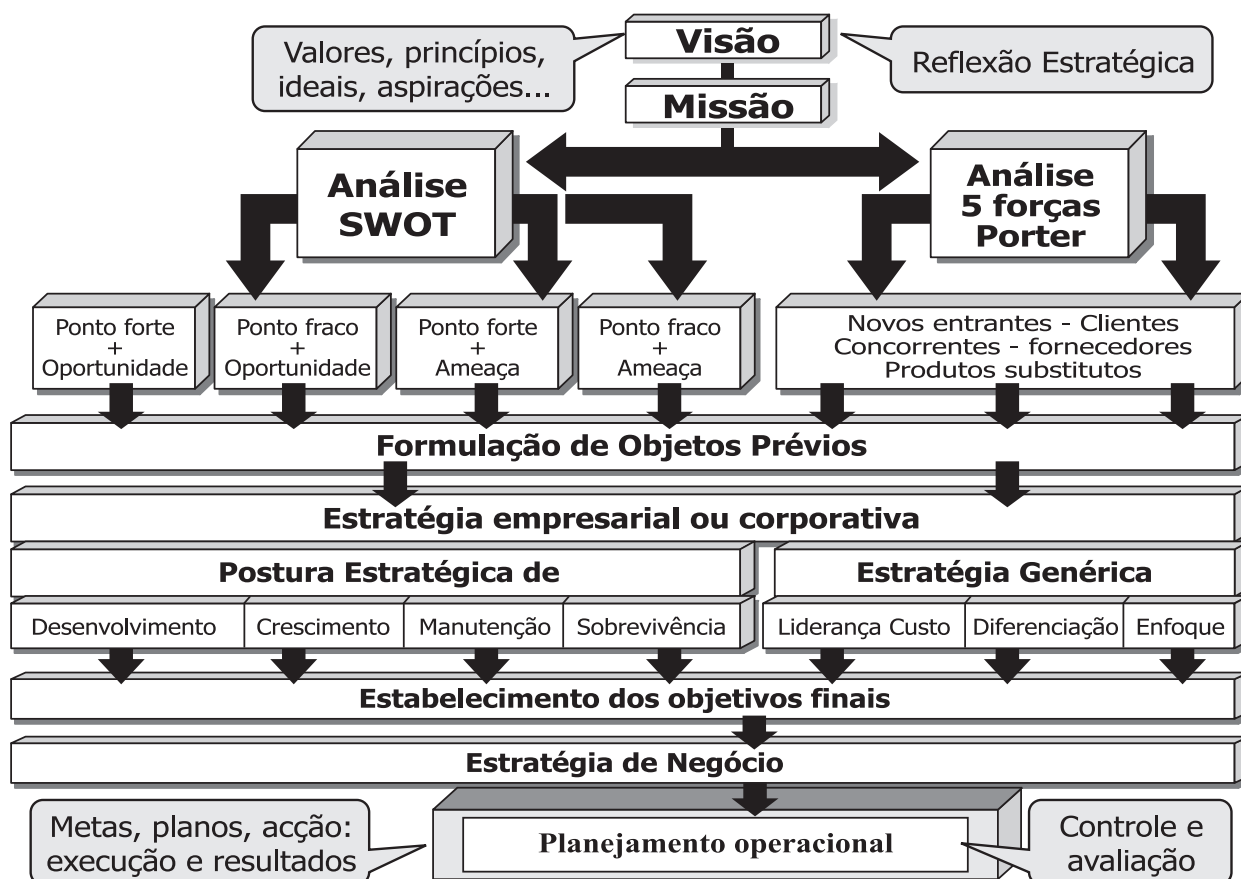 Visão
Valores, princípios,
ideais, aspirações...
Reflexão Estratégica
Missão
Análise
SWOT
Análise
5 forças
Porter
Ponto forte
+
Oportunidade
Ponto fraco
+
Oportunidade
Ponto forte
+
Ameaça
Ponto fraco
+
Ameaça
Novos entrantes - Clientes
Concorrentes - fornecedores
Produtos substitutos
Formulação de Objetos Prévios
Estratégia empresarial ou corporativa
Postura Estratégica de
Estratégia Genérica
Desenvolvimento
Crescimento
Manutenção
Sobrevivência
Liderança Custo
Diferenciação
Enfoque
Estabelecimento dos objetivos finais
Estratégia de Negócio
Metas, planos, acção:
execução e resultados
Planejamento operacional
Controle e
avaliação